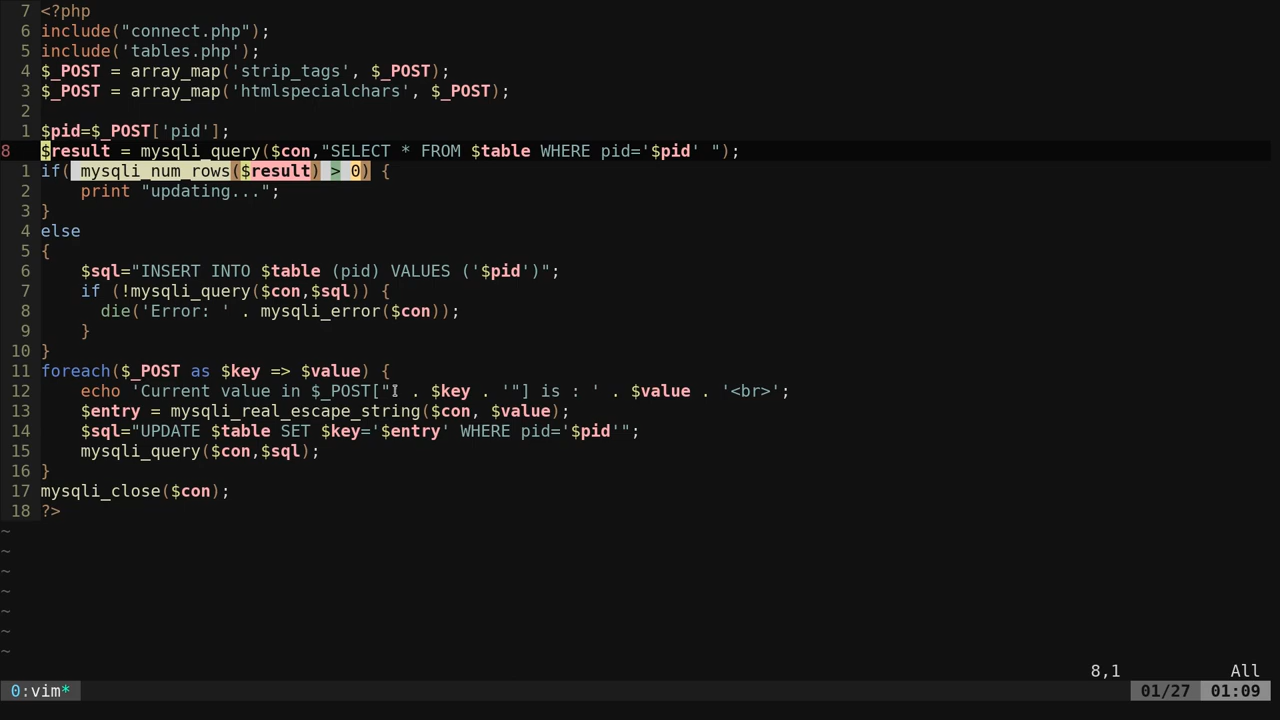 7 <?php
6 include("connect.php");
5 include('tables.php');
4 $_POST = array_map('strip_tags', $_POST);
3 $_POST = array_map('htmlspecialchars', $_POST);
2
1 $pid=$_POST['pid'];
8 $result = mysqli_query($con,"SELECT * FROM $table WHERE pid='$pid' ");
1 if( mysqli_num_rows($result) > 0) {
2     print "updating...";
3 }
4 else
5 {
6     $sql="INSERT INTO $table (pid) VALUES ('$pid')";
7     if (!mysqli_query($con,$sql)) {
8       die('Error: ' . mysqli_error($con));
9     }
10 }
11 foreach($_POST as $key => $value) {
12     echo 'Current value in $_POST["' . $key . '"] is : ' . $value . '<br>';
13     $entry = mysqli_real_escape_string($con, $value);
14     $sql="UPDATE $table SET $key='$entry' WHERE pid='$pid'";
15     mysqli_query($con,$sql);
16 }
17 mysqli_close($con);
18 ?>
~
~
~
~
~
~
~
8,1 All
0:vim* 01/27 01:09